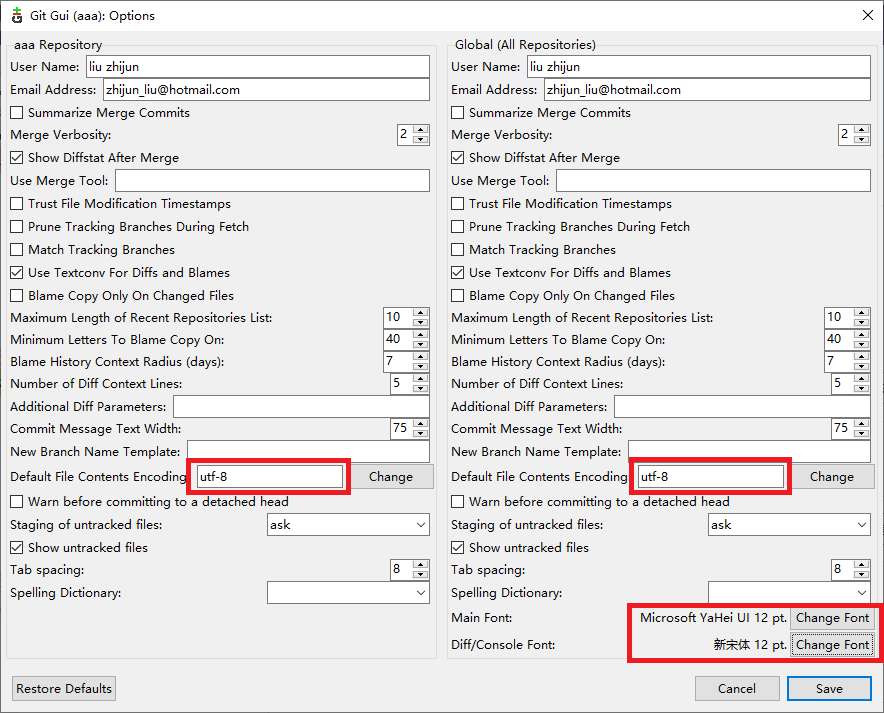 Git Gui (aaa): Options
aaa Repository
User Name: liu zhijun
Email Address: zhijun_liu@hotmail.com
Summarize Merge Commits
Merge Verbosity: 2
Show Diffstat After Merge
Use Merge Tool:
Trust File Modification Timestamps
Prune Tracking Branches During Fetch
Match Tracking Branches
Use Textconv For Diffs and Blames
Blame Copy Only On Changed Files
Maximum Length of Recent Repositories List: 10
Minimum Letters To Blame Copy On: 40
Blame History Context Radius (days): 7
Number of Diff Context Lines: 5
Additional Diff Parameters:
Commit Message Text Width: 75
New Branch Name Template:
Default File Contents Encoding utf-8 Change
Warn before committing to a detached head
Staging of untracked files: ask
Show untracked files
Tab spacing: 8
Spelling Dictionary:
Global (All Repositories)
User Name: liu zhijun
Email Address: zhijun_liu@hotmail.com
Summarize Merge Commits
Merge Verbosity: 2
Show Diffstat After Merge
Use Merge Tool:
Trust File Modification Timestamps
Prune Tracking Branches During Fetch
Match Tracking Branches
Use Textconv For Diffs and Blames
Blame Copy Only On Changed Files
Maximum Length of Recent Repositories List: 10
Minimum Letters To Blame Copy On: 40
Blame History Context Radius (days): 7
Number of Diff Context Lines: 5
Additional Diff Parameters:
Commit Message Text Width: 75
New Branch Name Template:
Default File Contents Encoding utf-8 Change
Warn before committing to a detached head
Staging of untracked files: ask
Show untracked files
Tab spacing: 8
Spelling Dictionary:
Main Font: Microsoft YaHei UI 12 pt. Change Font
Diff/Console Font: 新宋体 12 pt. Change Font
Restore Defaults Cancel Save